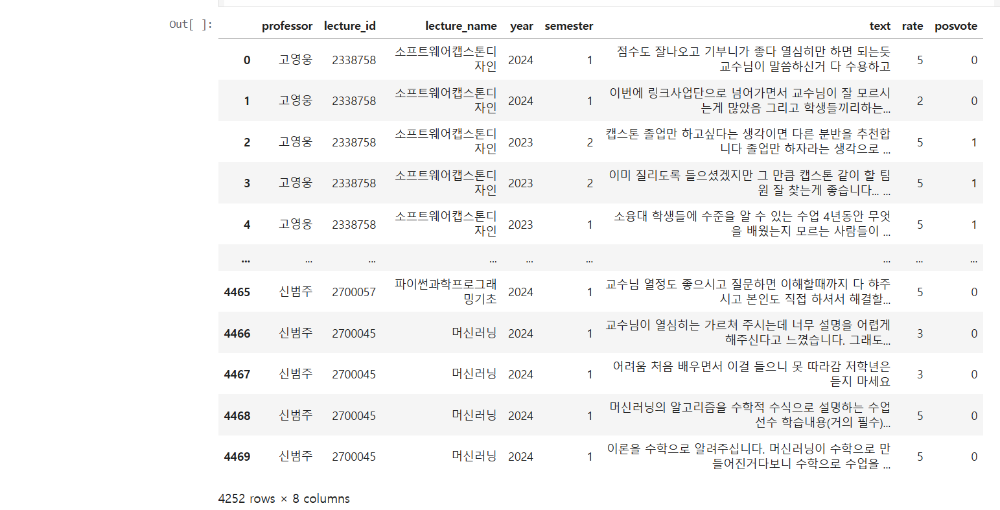 Out[ ]:
professor lecture_id lecture_name year semester text rate posvote
0 고영웅 2338758 소프트웨어캡스톤디 2024 1 점수도 잘나오고 기부니가 좋다 열심히만 하면 되는듯 5 0
자인 교수님이 말씀하신거 다 수용하고
1 고영웅 2338758 소프트웨어캡스톤디 2024 1 이번에 링크사업단으로 넘어가면서 교수님이 잘 모르시 2 0
자인 는게 많았음 그리고 학생들끼리하는...
2 고영웅 2338758 소프트웨어캡스톤디 2023 2 캡스톤 졸업만 하고싶다는 생각이면 다른 분반을 추천합 5 1
자인 니다 졸업만 하자라는 생각으로 ...
3 고영웅 2338758 소프트웨어캡스톤디 2023 2 이미 질리도록 들으셨겠지만 그 만큼 캡스톤 같이 할 팀 5 1
자인 원 잘 찾는게 좋습니다... ...
4 고영웅 2338758 소프트웨어캡스톤디 2023 1 소융대 학생들에 수준을 알 수 있는 수업 4년동안 무엇 5 1
자인 을 배웠는지 모르는 사람들이 ...
... ... ... ... ... ... ... ... ...
4465 신범주 2700057 파이썬과학프로그래 2024 1 교수님 열정도 좋으시고 질문하면 이해할때까지 다 햐주 5 0
밍기초 시고 본인도 직접 하셔서 해결할...
4466 신범주 2700045 머신러닝 2024 1 교수님이 열심히는 가르쳐 주시는데 너무 설명을 어렵게 3 0
해주신다고 느꼈습니다. 그래도...
4467 신범주 2700045 머신러닝 2024 1 어려움 처음 배우면서 이걸 들으니 못 따라감 저학년은 3 0
듣지 마세요
4468 신범주 2700045 머신러닝 2024 1 머신러닝의 알고리즘을 수학적 수식으로 설명하는 수업 5 0
선수 학습내용(거의 필수)...
4469 신범주 2700045 머신러닝 2024 1 이론을 수학으로 알려주십니다. 머신러닝이 수학으로 만 5 0
들어진거다보니 수학으로 수업을 ...
4252 rows × 8 columns